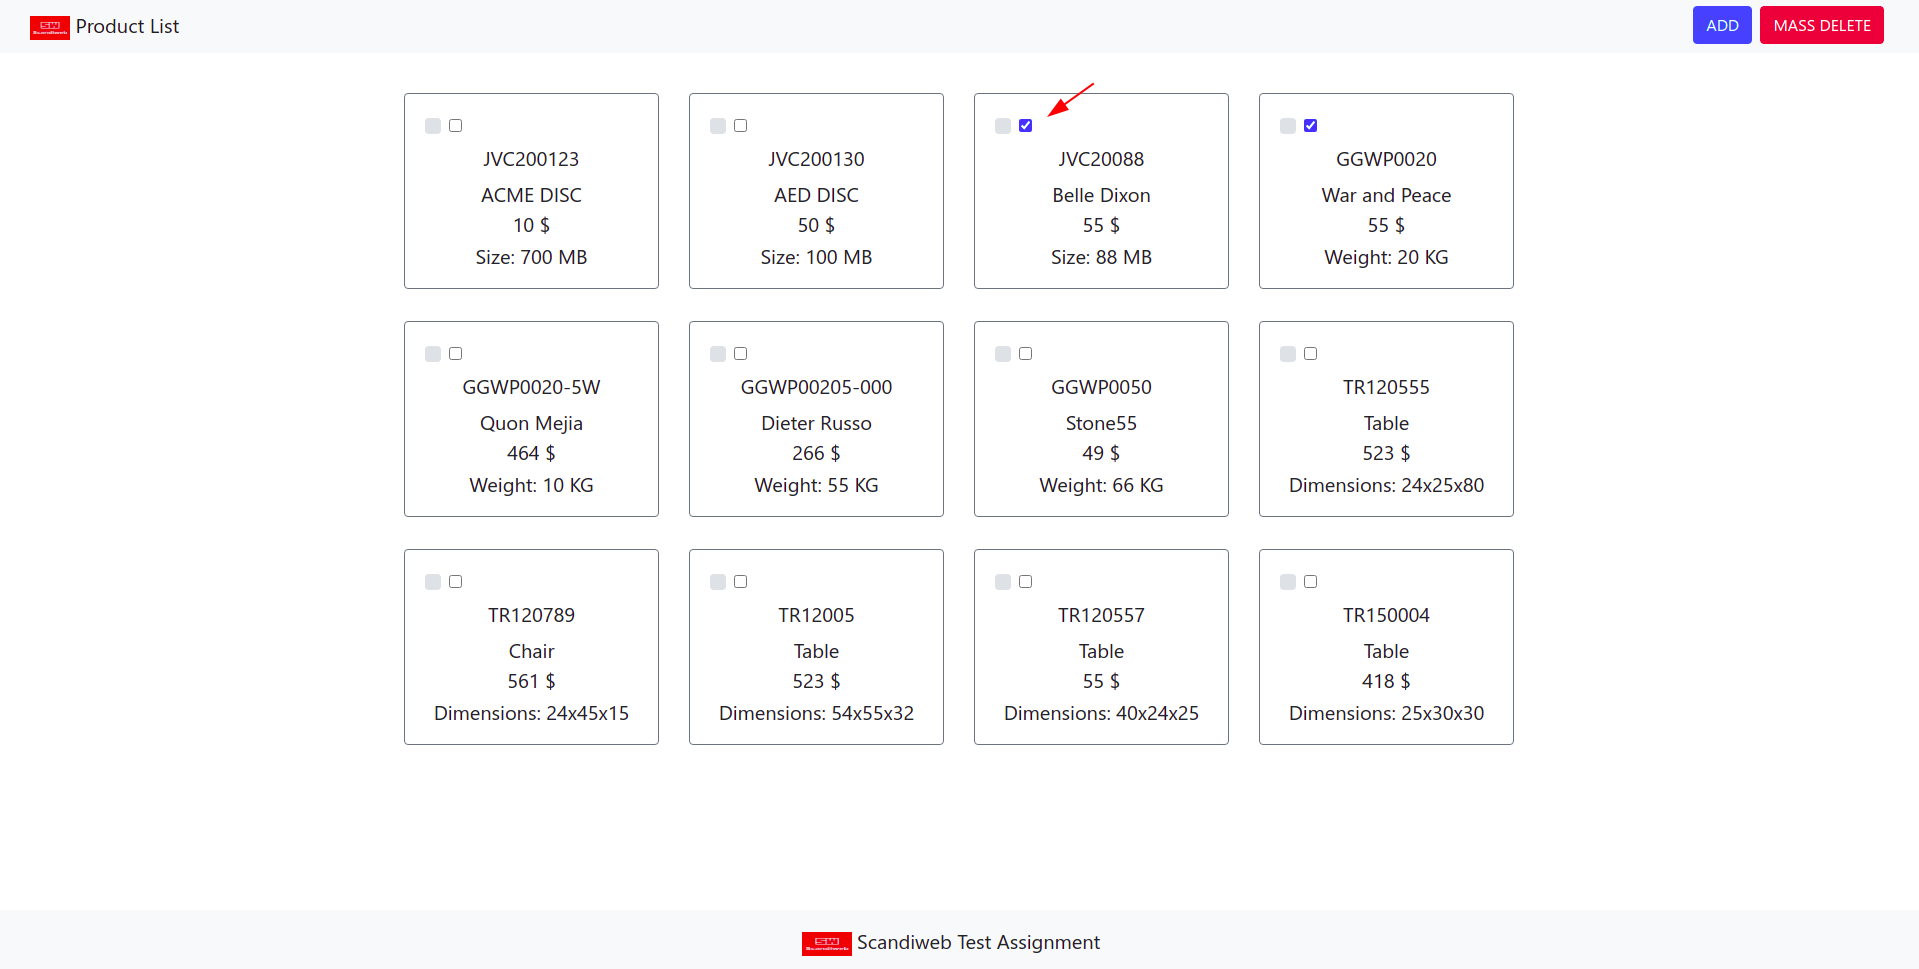 SW
Scandiweb
Product List
ADD
MASS DELETE
JVC200123
ACME DISC
10 $
Size: 700 MB
JVC200130
AED DISC
50 $
Size: 100 MB
JVC20088
Belle Dixon
55 $
Size: 88 MB
GGWP0020
War and Peace
55 $
Weight: 20 KG
GGWP0020-5W
Quon Mejia
464 $
Weight: 10 KG
GGWP00205-000
Dieter Russo
266 $
Weight: 55 KG
GGWP0050
Stone55
49 $
Weight: 66 KG
TR120555
Table
523 $
Dimensions: 24x25x80
TR120789
Chair
561 $
Dimensions: 24x45x15
TR12005
Table
523 $
Dimensions: 54x55x32
TR120557
Table
55 $
Dimensions: 40x24x25
TR150004
Table
418 $
Dimensions: 25x30x30
SW
Scandiweb
Scandiweb Test Assignment